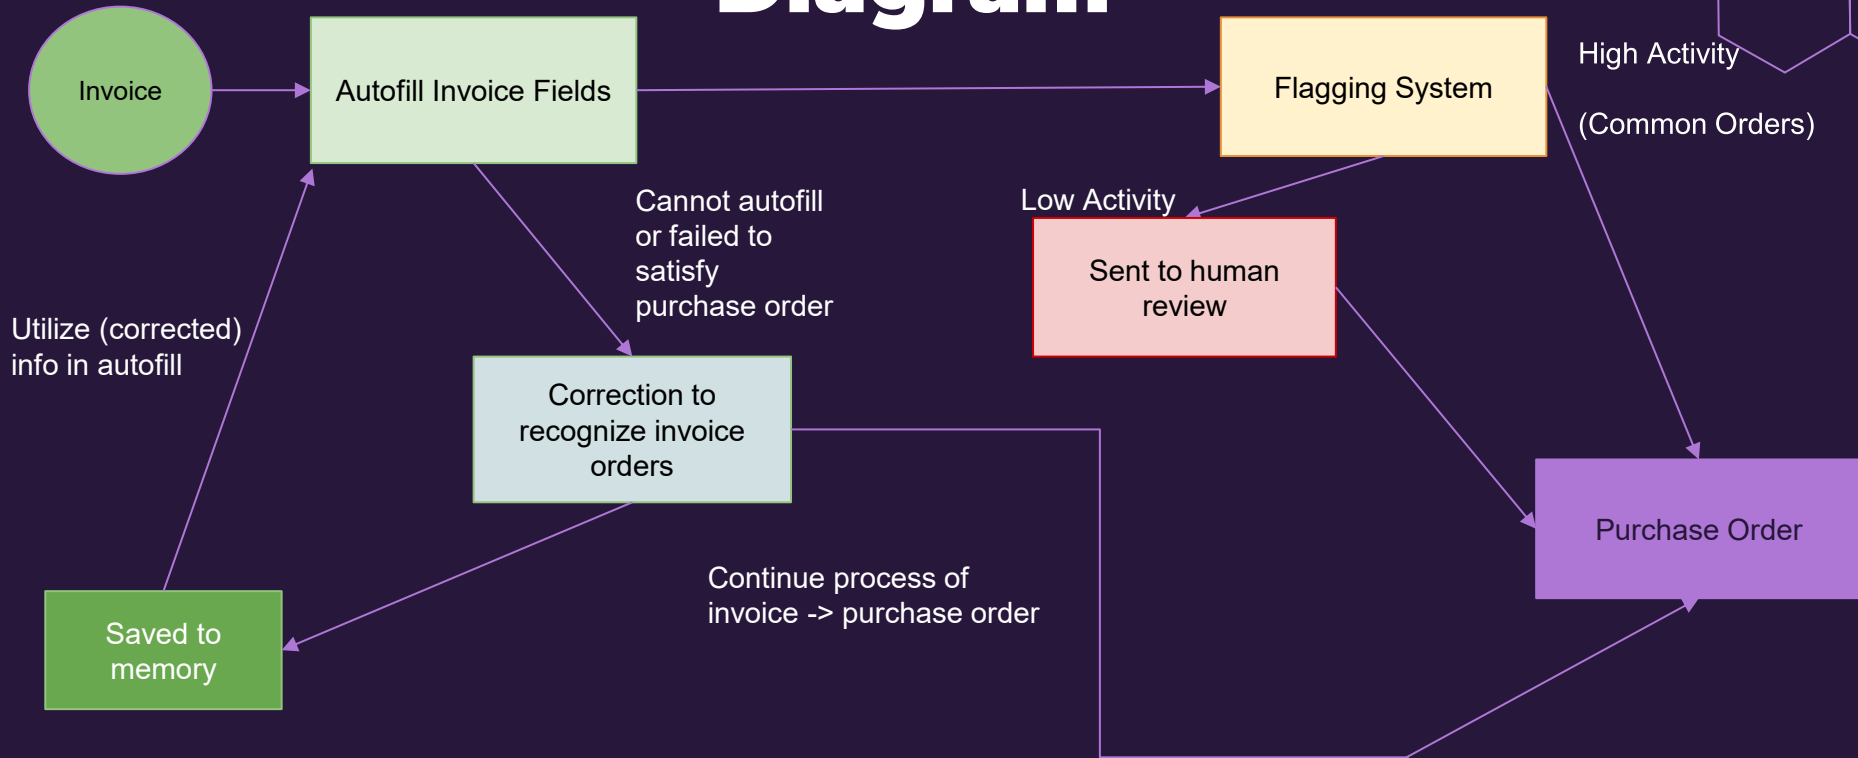 Diagram
Invoice
Autofill Invoice Fields
Flagging System
High Activity
(Common Orders)
Cannot autofill
or failed to
satisfy
purchase order
Low Activity
Sent to human
review
Utilize (corrected)
info in autofill
Correction to
recognize invoice
orders
Purchase Order
Continue process of
invoice -> purchase order
Saved to
memory